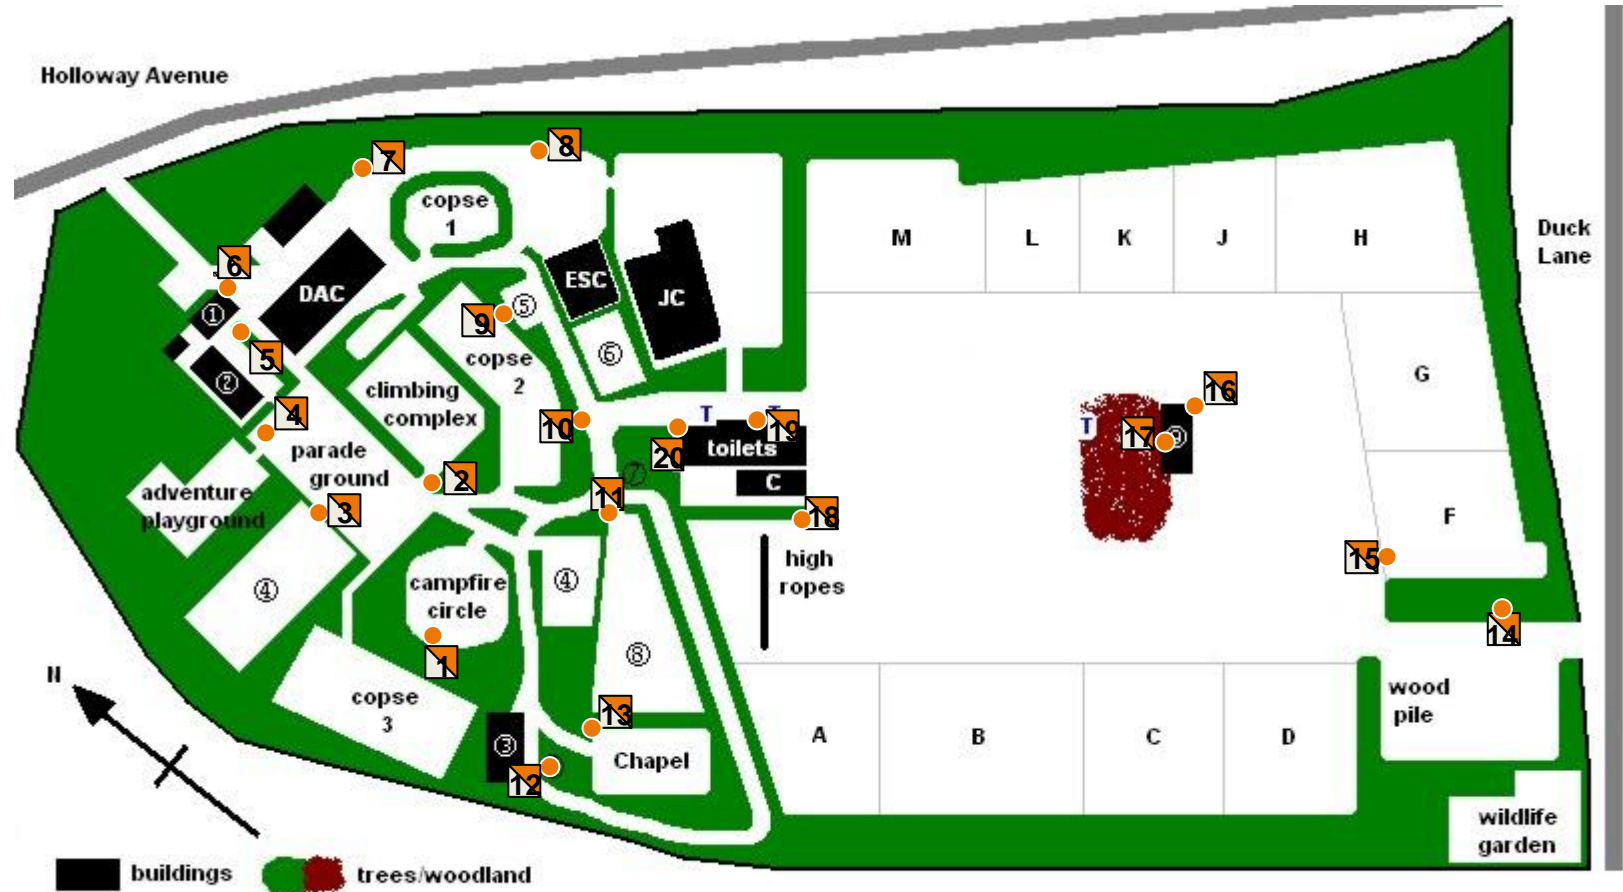 Holloway Avenue
7
8
copse
1
6
DAC
ESC
JC
M
L
K
J
H
Duck
Lane
①
5
9
⑤
②
copse
2
⑥
climbing
complex
4
10
T
T
19
20
toilets
C
16
T
17
⑨
G
parade
ground
2
⑦
11
adventure
playground
3
18
F
15
high
ropes
④
campfire
circle
④
14
1
⑧
N
copse
3
13
③
12
Chapel
A
B
C
D
wood
pile
wildlife
garden
buildings
trees/woodland